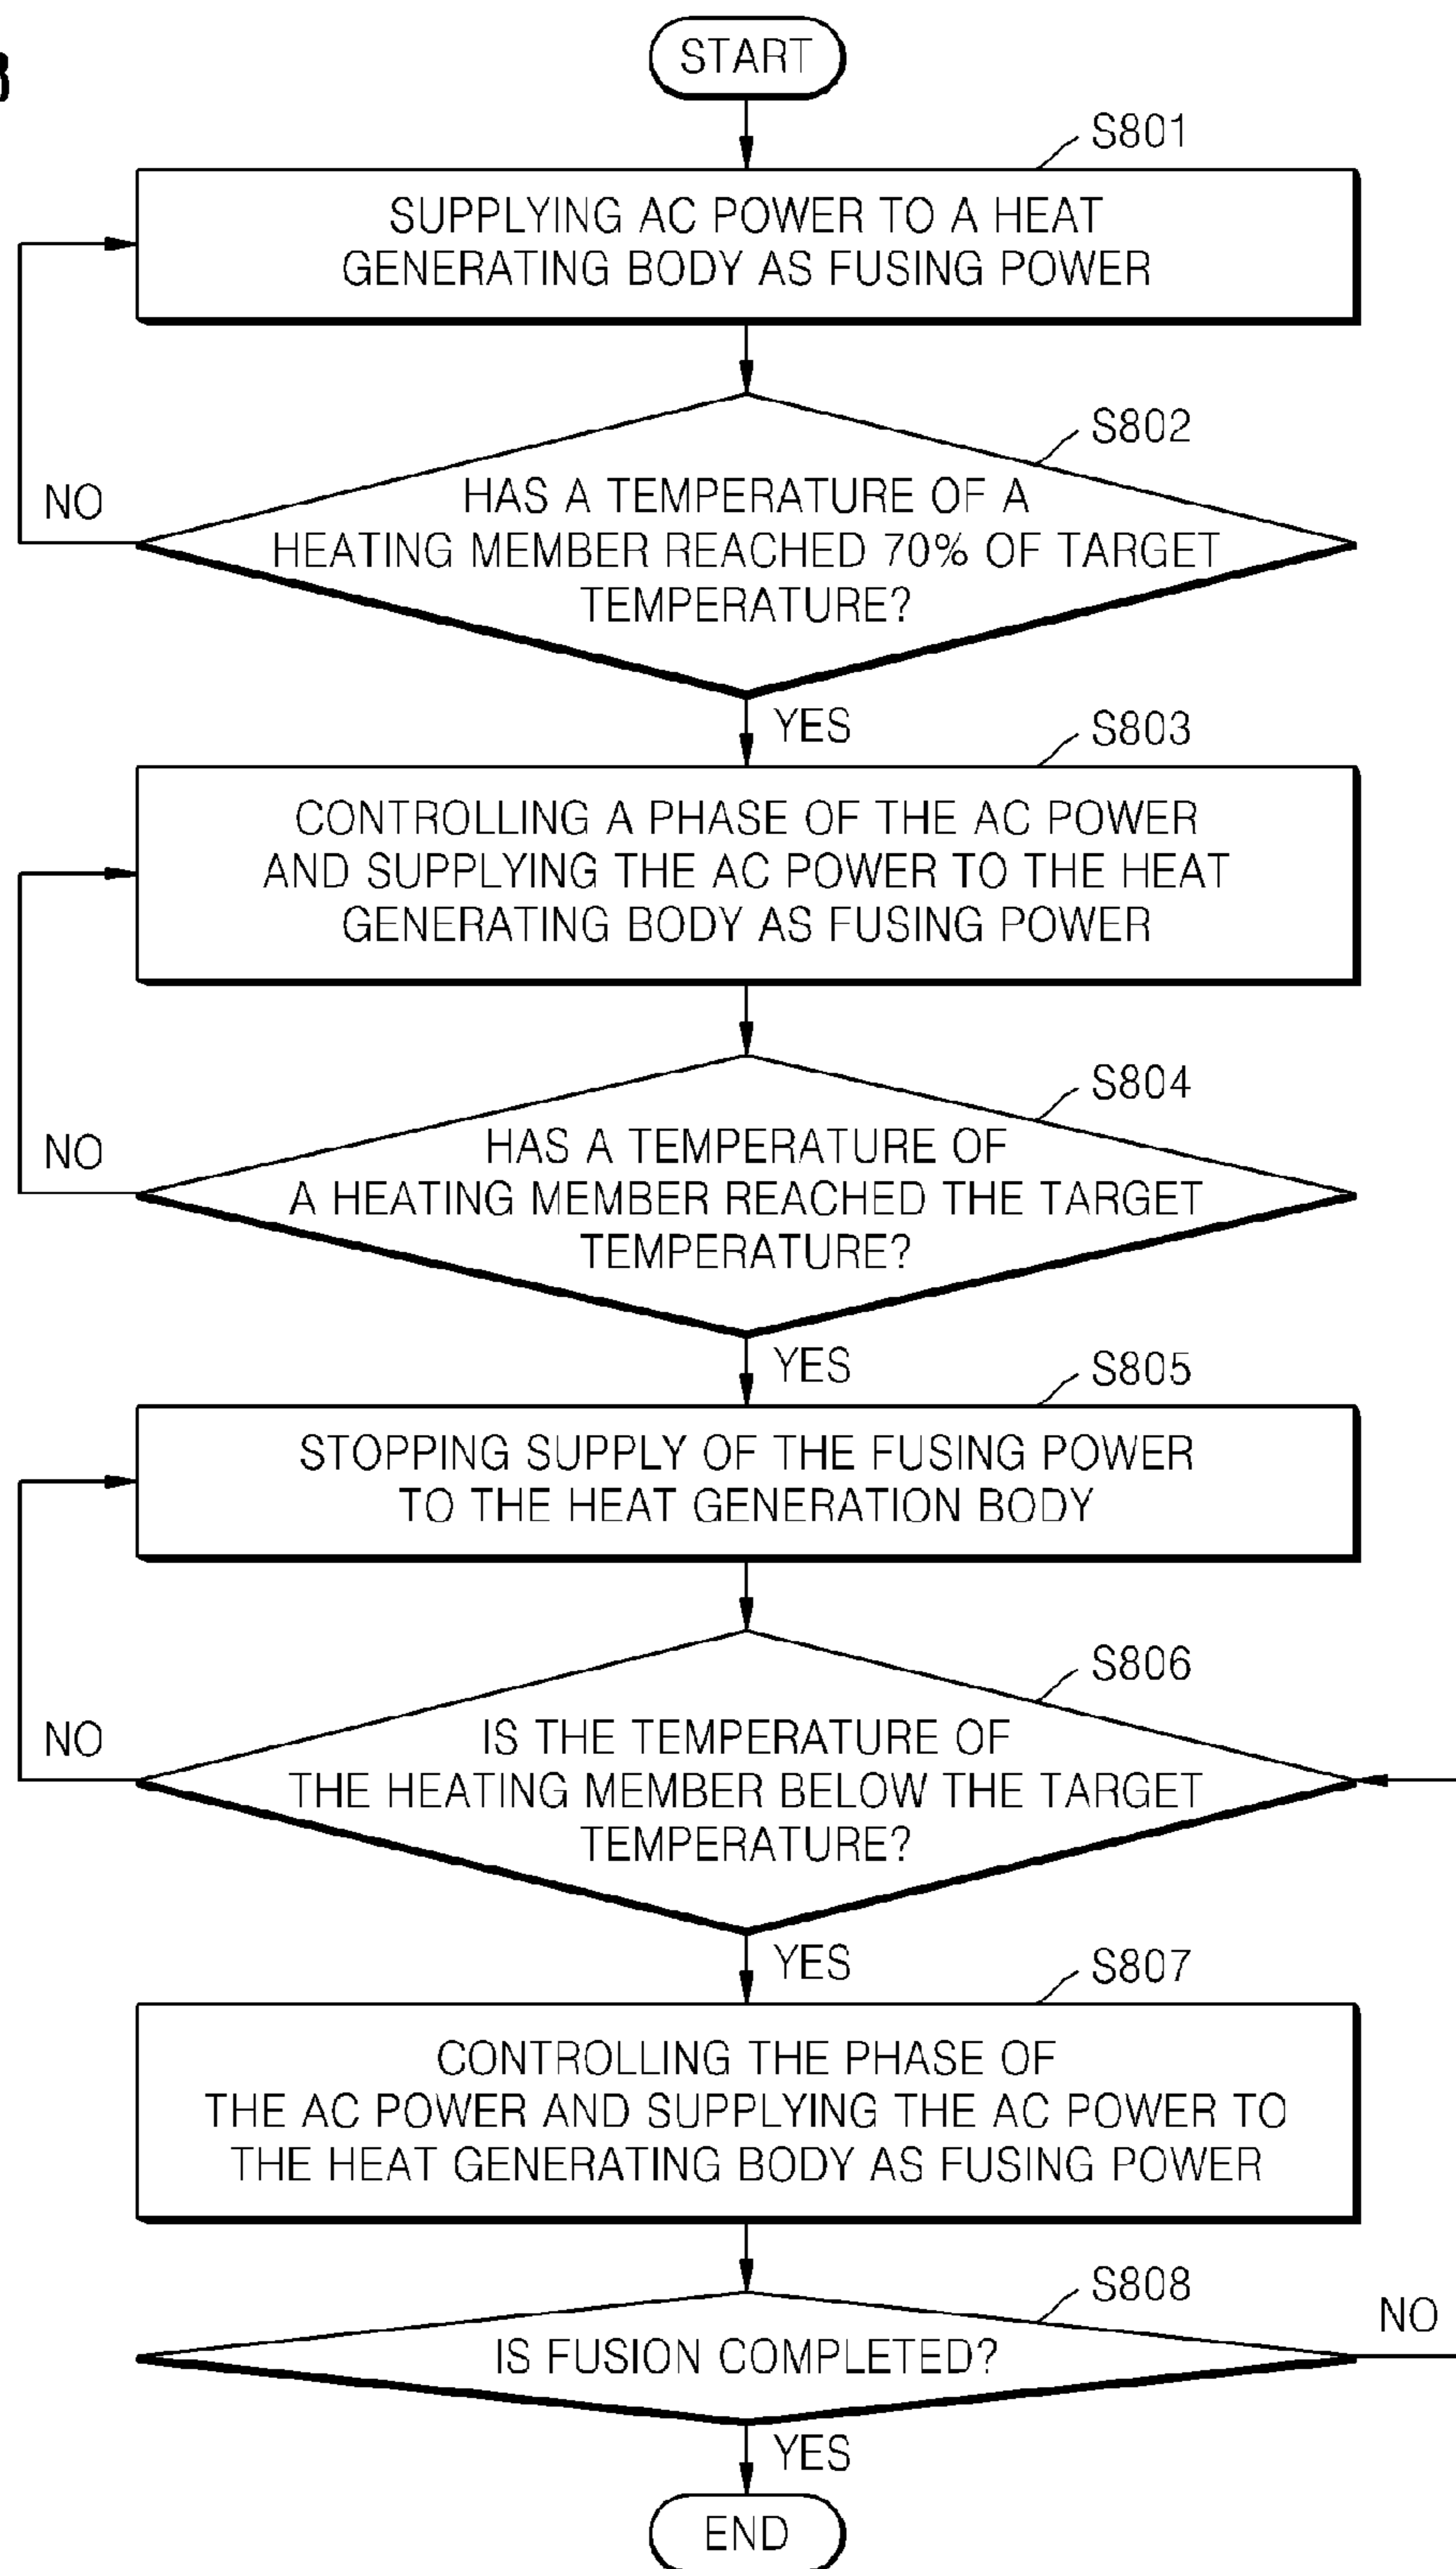 START
S801
SUPPLYING AC POWER TO A HEAT
GENERATING BODY AS FUSING POWER
S802
HAS A TEMPERATURE OF A
HEATING MEMBER REACHED 70% OF TARGET
TEMPERATURE?
NO
YES
S803
CONTROLLING A PHASE OF THE AC POWER
AND SUPPLYING THE AC POWER TO THE HEAT
GENERATING BODY AS FUSING POWER
S804
HAS A TEMPERATURE OF
A HEATING MEMBER REACHED THE TARGET
TEMPERATURE?
NO
YES
S805
STOPPING SUPPLY OF THE FUSING POWER
TO THE HEAT GENERATION BODY
S806
IS THE TEMPERATURE OF
THE HEATING MEMBER BELOW THE TARGET
TEMPERATURE?
NO
YES
S807
CONTROLLING THE PHASE OF
THE AC POWER AND SUPPLYING THE AC POWER TO
THE HEAT GENERATING BODY AS FUSING POWER
S808
IS FUSION COMPLETED?
NO
YES
END